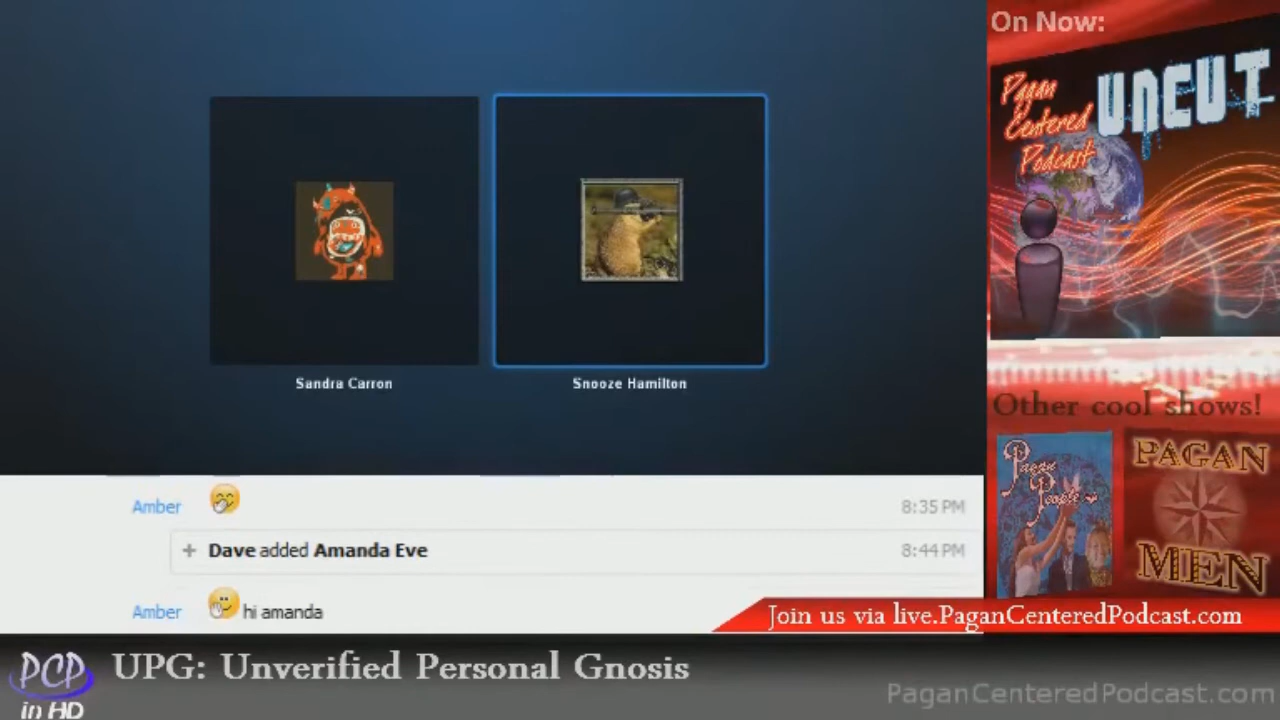 On Now:
Pagan
Centered
Podcast
UNCUT
Sandra Carron
Snooze Hamilton
Other cool shows!
Pagan
People
PAGAN
MEN
Amber
8:35 PM
+ Dave added Amanda Eve
8:44 PM
Amber
hi amanda
Join us via live.PaganCenteredPodcast.com
PCP
in HD
UPG: Unverified Personal Gnosis
PaganCenteredPodcast.com